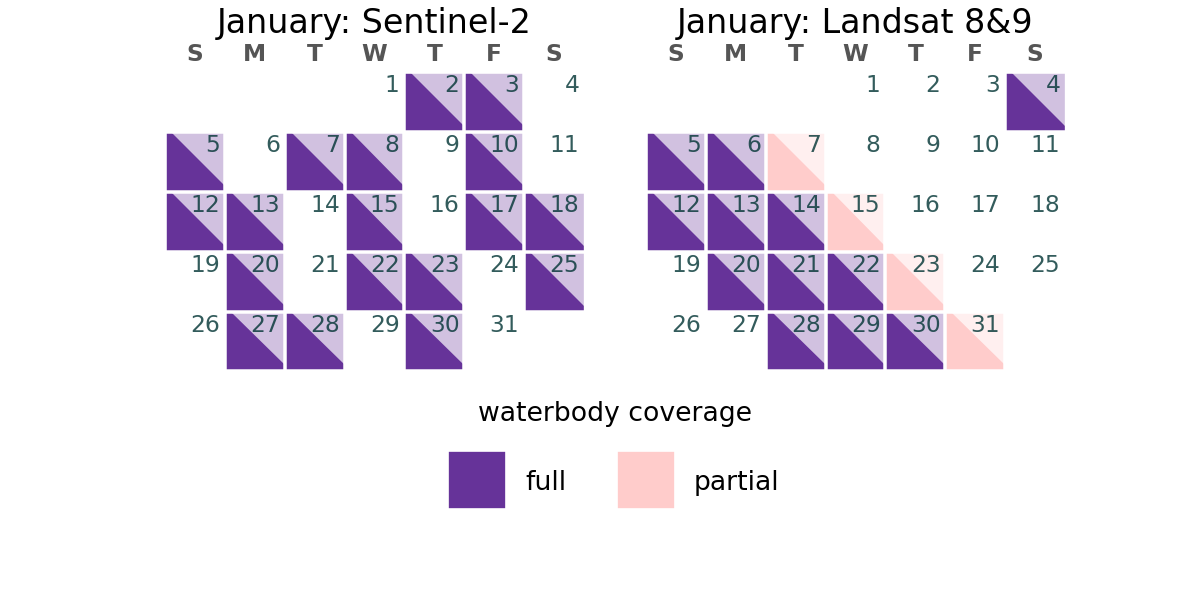 January: Sentinel-2
S M T W T F S
1 2 3 4
5 6 7 8 9 10 11
12 13 14 15 16 17 18
19 20 21 22 23 24 25
26 27 28 29 30 31
January: Landsat 8&9
S M T W T F S
1 2 3 4
5 6 7 8 9 10 11
12 13 14 15 16 17 18
19 20 21 22 23 24 25
26 27 28 29 30 31
waterbody coverage
full partial